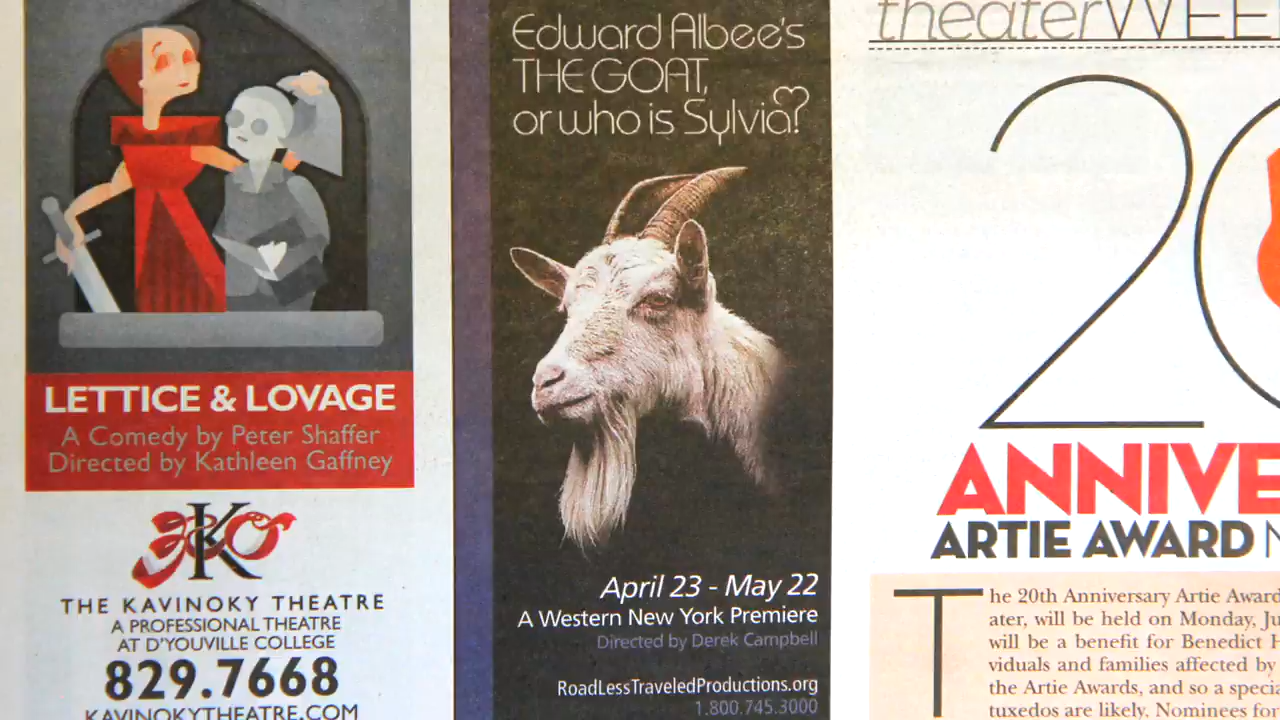 LETTICE & LOVAGE
A Comedy by Peter Shaffer
Directed by Kathleen Gaffney
K
THE KAVINOKY THEATRE
A PROFESSIONAL THEATRE
AT D'YOUVILLE COLLEGE
829.7668
KAVINOKYTHEATRE.COM
Edward Albee's
THE GOAT,
or who is Sylvia?
April 23 - May 22
A Western New York Premiere
Directed by Derek Campbell
RoadLessTraveledProductions.org
1.800.745.3000
theaterWEE
20
ANNIVE
ARTIE AWARD N
The 20th Anniversary Artie Award
ater, will be held on Monday, Ju
will be a benefit for Benedict H
viduals and families affected by
the Artie Awards, and so a specia
tuxedos are likely. Nominees for